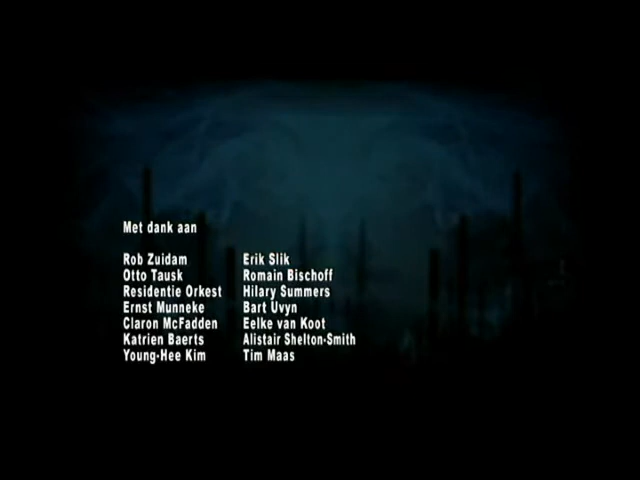 Met dank aan
Rob Zuidam
Otto Tausk
Residentie Orkest
Ernst Munneke
Claron McFadden
Katrien Baerts
Young-Hee Kim
Erik Slik
Romain Bischoff
Hilary Summers
Bart Uvyn
Eelke van Koot
Alistair Shelton-Smith
Tim Maas